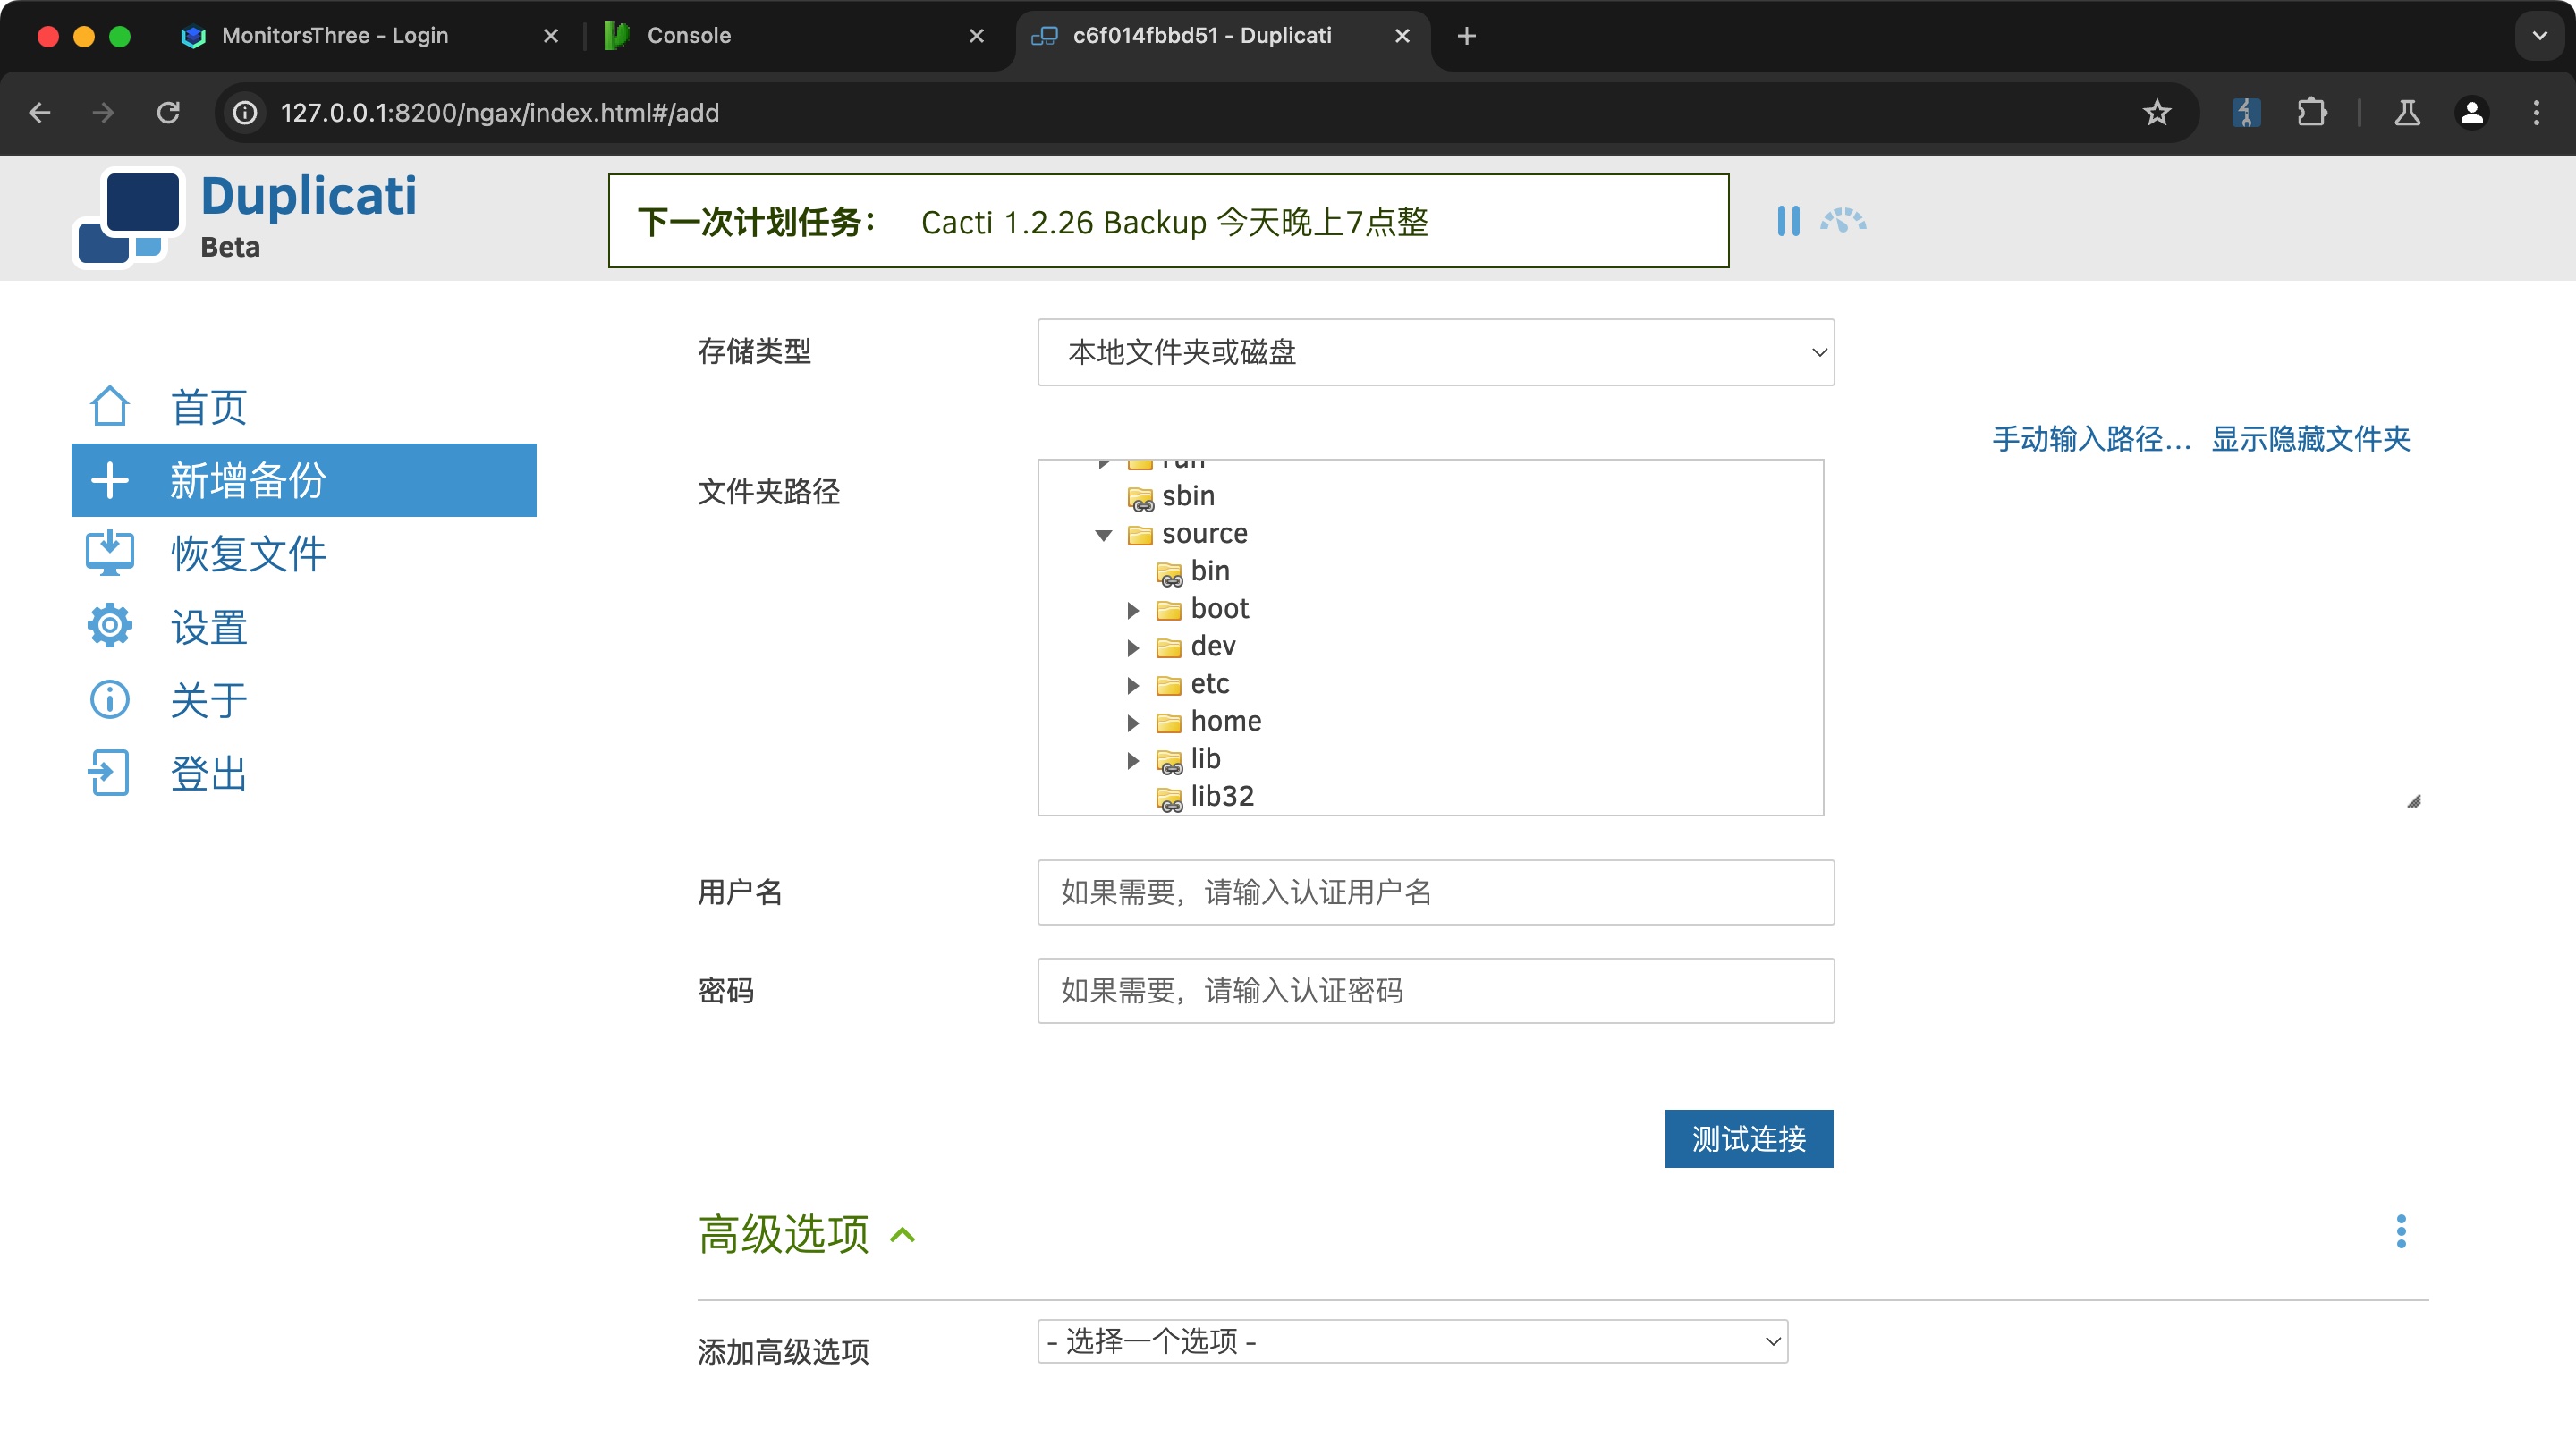 MonitorsThree - Login
Console
c6f014fbbd51 - Duplicati
127.0.0.1:8200/ngax/index.html#/add
Duplicati
Beta
下一次计划任务： Cacti 1.2.26 Backup 今天晚上7点整
首页
新增备份
恢复文件
设置
关于
登出
存储类型
本地文件夹或磁盘
手动输入路径... 显示隐藏文件夹
文件夹路径
run
sbin
source
bin
boot
dev
etc
home
lib
lib32
用户名
如果需要，请输入认证用户名
密码
如果需要，请输入认证密码
测试连接
高级选项
添加高级选项
- 选择一个选项 -